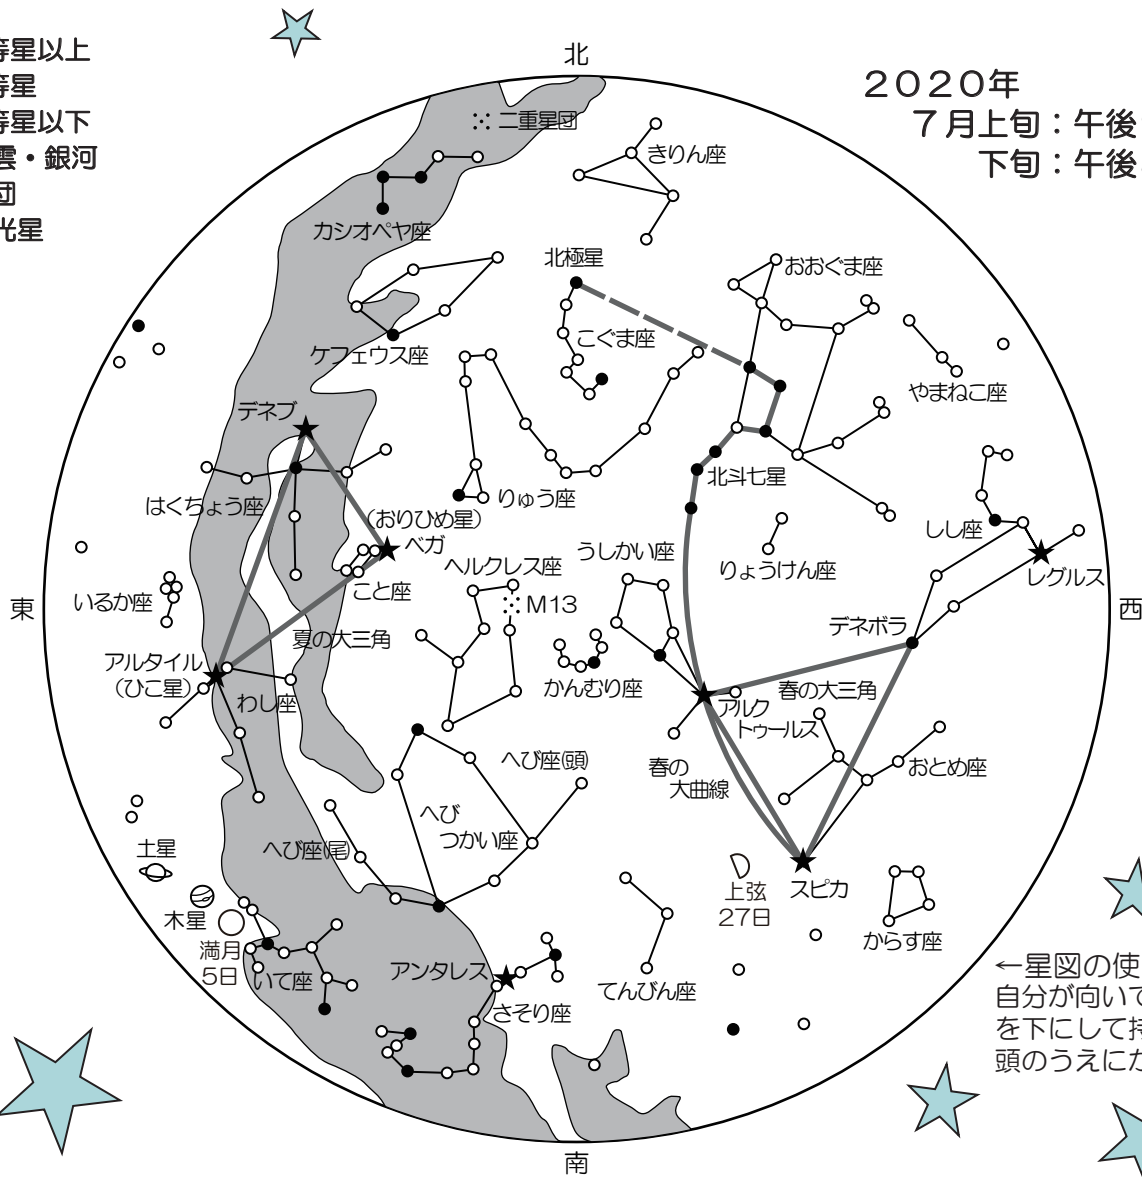 等星以上
等星
等星以下
雲・銀河
団
光星
2020年
7月上旬：午後
下旬：午後
北
二重星団
きりん座
カシオペヤ座
北極星
おおぐま座
こぐま座
ケフェウス座
やまねこ座
デネブ
北斗七星
はくちょう座
りゅう座
(おりひめ星)
ベガ
しし座
うしかい座
りょうけん座
ヘルクレス座
レグルス
こと座
いるか座
M13
東
西
デネボラ
夏の大三角
アルタイル
(ひこ星)
わし座
かんむり座
春の大三角
アルク
トゥールス
へび座(頭)
春の
大曲線
おとめ座
へび
つかい座
へび座(尾)
土星
木星
上弦
27日
スピカ
満月
5日
いて座
アンタレス
さそり座
てんびん座
からす座
←星図の使
自分が向いて
を下にして持
頭のうえにか
南